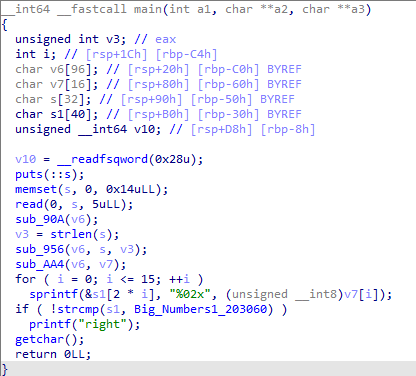 __int64 __fastcall main(int a1, char **a2, char **a3)
{
  unsigned int v3; // eax
  int i; // [rsp+1Ch] [rbp-C4h]
  char v6[96]; // [rsp+20h] [rbp-C0h] BYREF
  char v7[16]; // [rsp+80h] [rbp-60h] BYREF
  char s[32]; // [rsp+90h] [rbp-50h] BYREF
  char s1[40]; // [rsp+B0h] [rbp-30h] BYREF
  unsigned __int64 v10; // [rsp+D8h] [rbp-8h]

  v10 = __readfsqword(0x28u);
  puts(::s);
  memset(s, 0, 0x14uLL);
  read(0, s, 5uLL);
  sub_90A(v6);
  v3 = strlen(s);
  sub_956(v6, s, v3);
  sub_AA4(v6, v7);
  for ( i = 0; i <= 15; ++i )
    sprintf(&s1[2 * i], "%02x", (unsigned __int8)v7[i]);
  if ( !strcmp(s1, Big_Numbers1_203060) )
    printf("right");
  getchar();
  return 0LL;
}